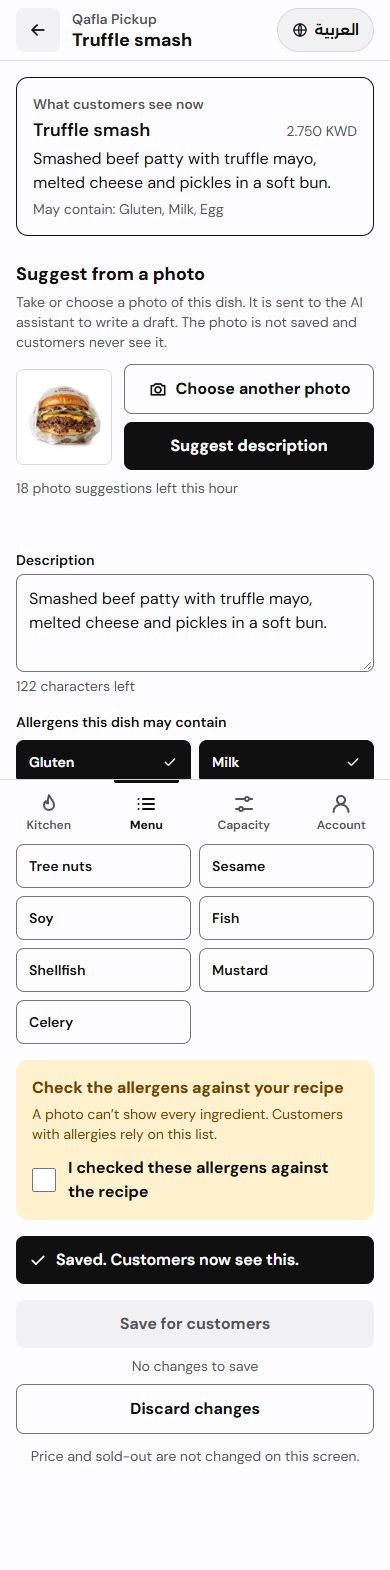 Qafla Pickup
Truffle smash
العربية
What customers see now
Truffle smash
2.750 KWD
Smashed beef patty with truffle mayo,
melted cheese and pickles in a soft bun.
May contain: Gluten, Milk, Egg
Suggest from a photo
Take or choose a photo of this dish. It is sent to the AI
assistant to write a draft. The photo is not saved and
customers never see it.
Choose another photo
Suggest description
18 photo suggestions left this hour
Description
Smashed beef patty with truffle mayo,
melted cheese and pickles in a soft bun.
122 characters left
Allergens this dish may contain
Gluten
Milk
Kitchen
Menu
Capacity
Account
Tree nuts
Sesame
Soy
Fish
Shellfish
Mustard
Celery
Check the allergens against your recipe
A photo can’t show every ingredient. Customers
with allergies rely on this list.
I checked these allergens against
the recipe
Saved. Customers now see this.
Save for customers
No changes to save
Discard changes
Price and sold-out are not changed on this screen.